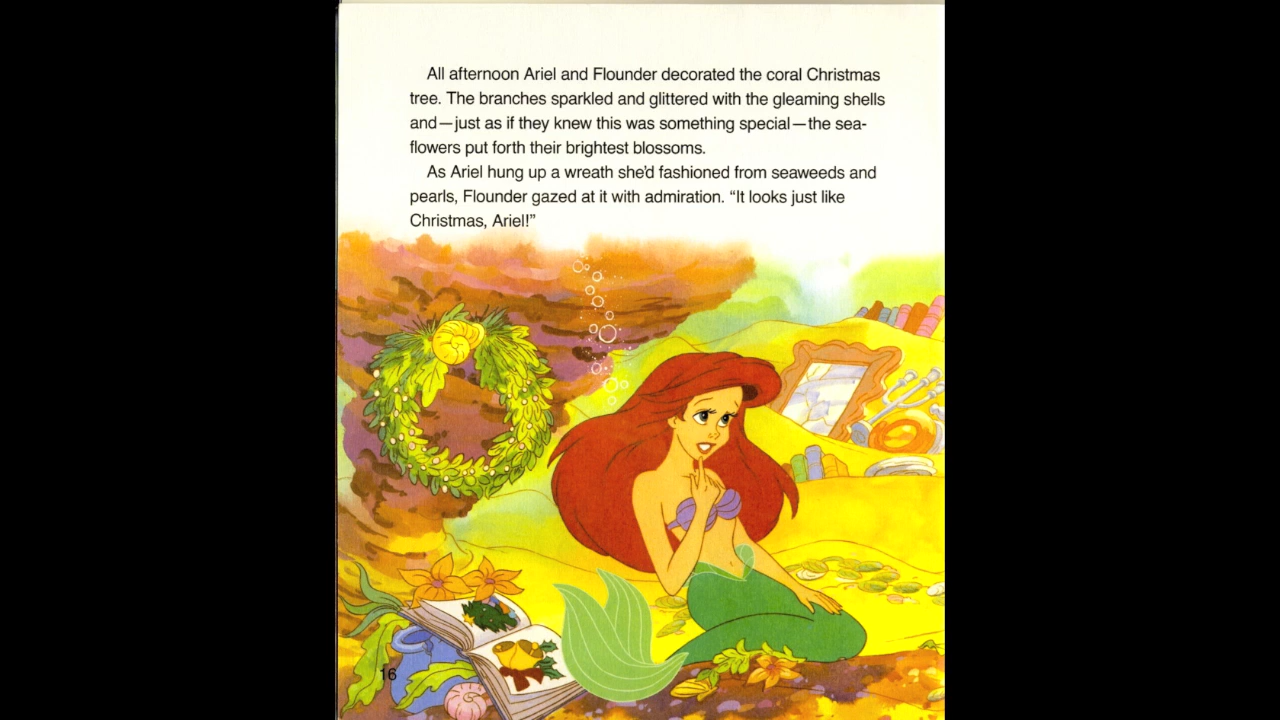 All afternoon Ariel and Flounder decorated the coral Christmas
tree. The branches sparkled and glittered with the gleaming shells
and—just as if they knew this was something special—the sea-
flowers put forth their brightest blossoms.
As Ariel hung up a wreath she’d fashioned from seaweeds and
pearls, Flounder gazed at it with admiration. “It looks just like
Christmas, Ariel!”
16